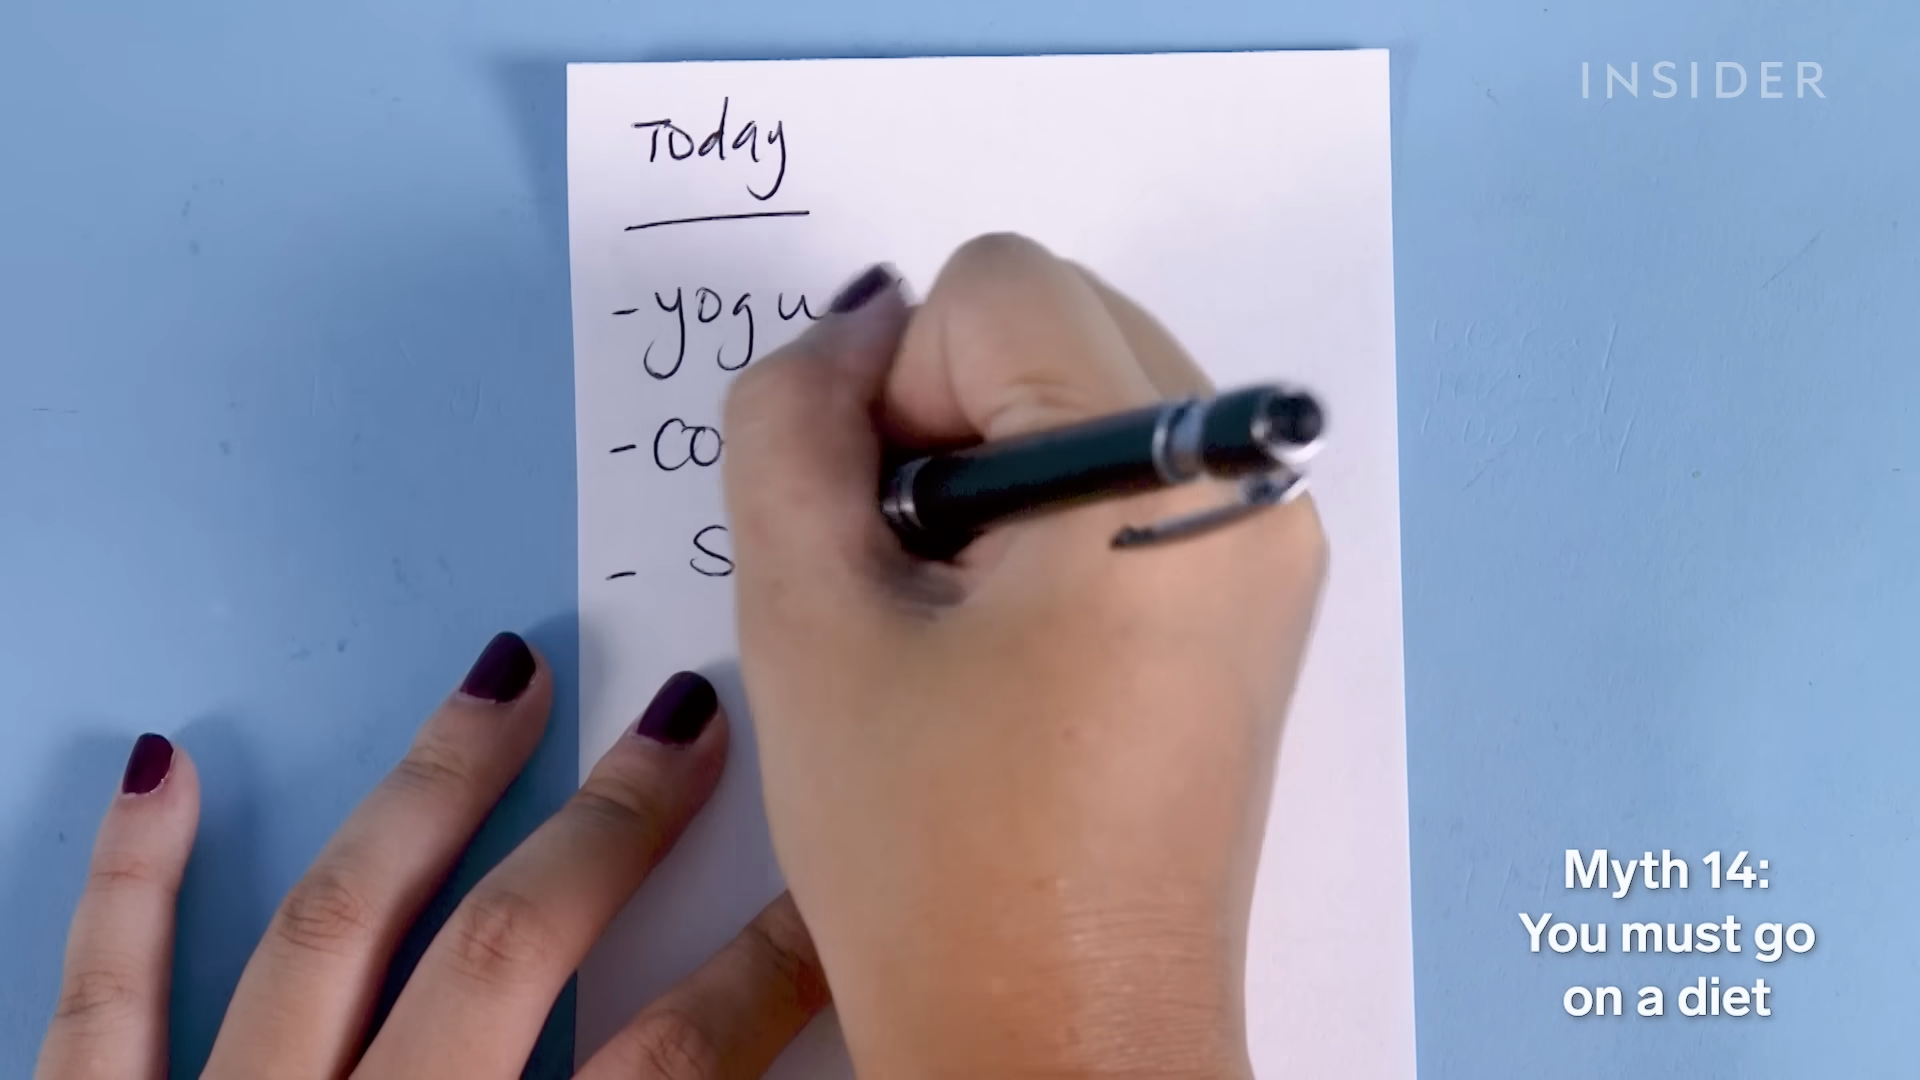 INSIDER
Today
- yogu
- co
- S
Myth 14:
You must go
on a diet